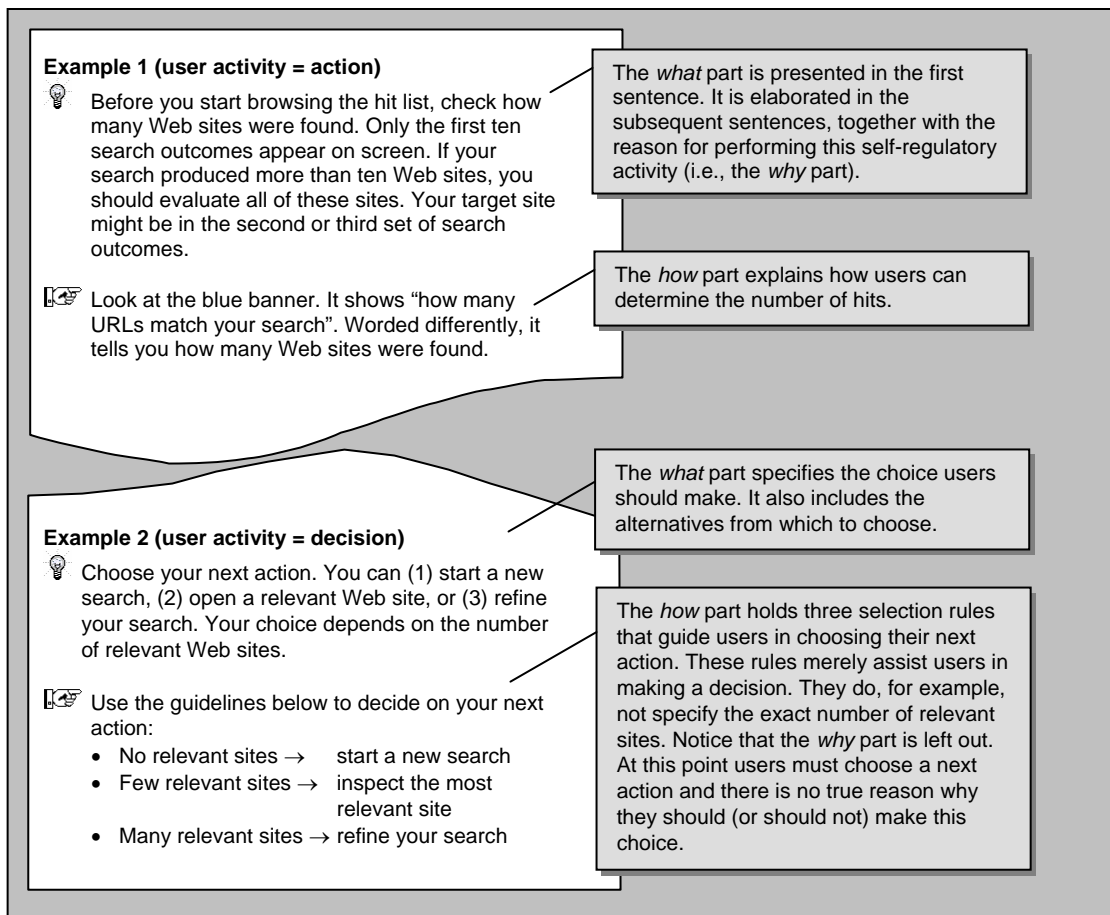 Example 1 (user activity = action)
Before you start browsing the hit list, check how
many Web sites were found. Only the first ten
search outcomes appear on screen. If your
search produced more than ten Web sites, you
should evaluate all of these sites. Your target site
might be in the second or third set of search
outcomes.
The what part is presented in the first
sentence. It is elaborated in the
subsequent sentences, together with the
reason for performing this self-regulatory
activity (i.e., the why part).
Look at the blue banner. It shows “how many
URLs match your search”. Worded differently, it
tells you how many Web sites were found.
The how part explains how users can
determine the number of hits.
Example 2 (user activity = decision)
Choose your next action. You can (1) start a new
search, (2) open a relevant Web site, or (3) refine
your search. Your choice depends on the number
of relevant Web sites.
The what part specifies the choice users
should make. It also includes the
alternatives from which to choose.
Use the guidelines below to decide on your next
action:
• No relevant sites → start a new search
• Few relevant sites → inspect the most
relevant site
• Many relevant sites → refine your search
The how part holds three selection rules
that guide users in choosing their next
action. These rules merely assist users in
making a decision. They do, for example,
not specify the exact number of relevant
sites. Notice that the why part is left out.
At this point users must choose a next
action and there is no true reason why
they should (or should not) make this
choice.